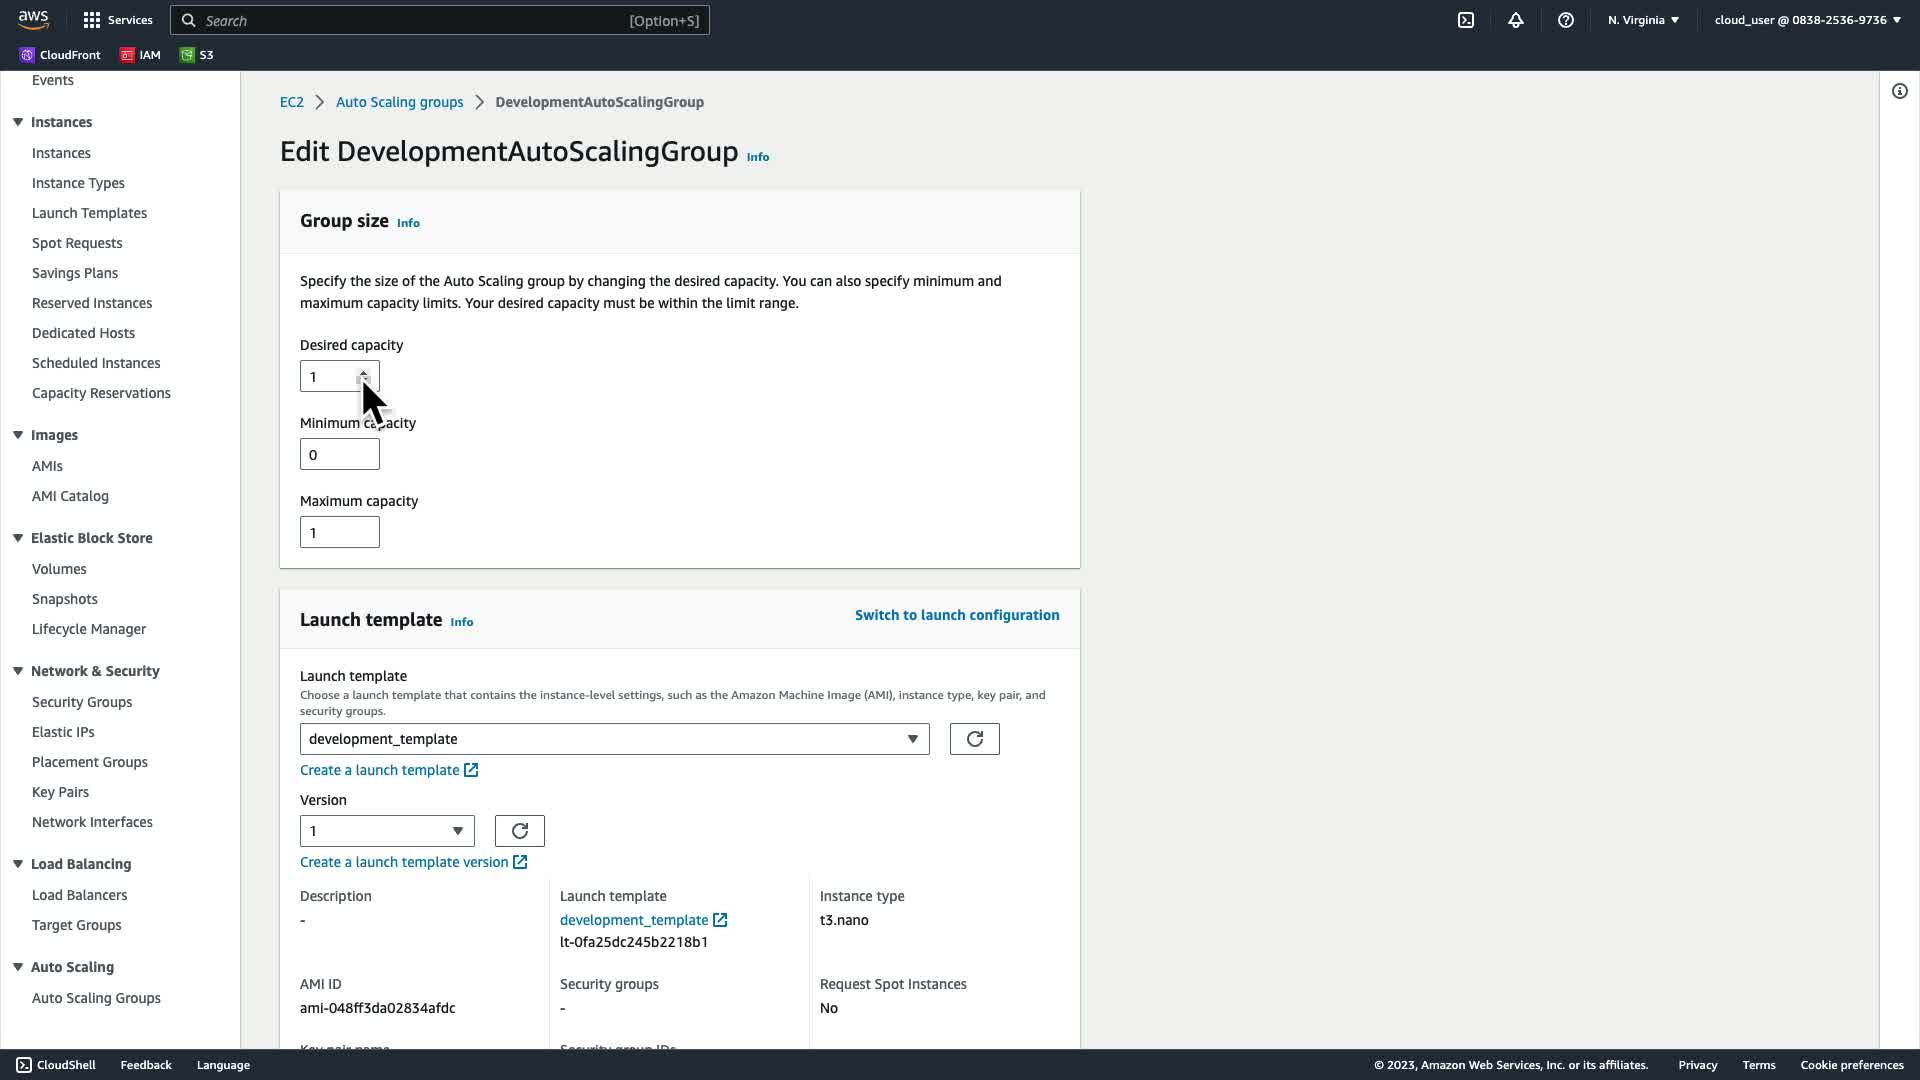 aws
Services
Search
[Option+S]
N. Virginia
cloud_user @ 0838-2536-9736
CloudFront
IAM
S3
Events
Instances
Instances
Instance Types
Launch Templates
Spot Requests
Savings Plans
Reserved Instances
Dedicated Hosts
Scheduled Instances
Capacity Reservations
Images
AMIs
AMI Catalog
Elastic Block Store
Volumes
Snapshots
Lifecycle Manager
Network & Security
Security Groups
Elastic IPs
Placement Groups
Key Pairs
Network Interfaces
Load Balancing
Load Balancers
Target Groups
Auto Scaling
Auto Scaling Groups
EC2 > Auto Scaling groups > DevelopmentAutoScalingGroup
Edit DevelopmentAutoScalingGroup Info
Group size Info
Specify the size of the Auto Scaling group by changing the desired capacity. You can also specify minimum and
maximum capacity limits. Your desired capacity must be within the limit range.
Desired capacity
1
Minimum capacity
0
Maximum capacity
1
Launch template Info
Switch to launch configuration
Launch template
Choose a launch template that contains the instance-level settings, such as the Amazon Machine Image (AMI), instance type, key pair, and
security groups.
development_template
Create a launch template
Version
1
Create a launch template version
Description
-
Launch template
development_template
lt-0fa25dc245b2218b1
Instance type
t3.nano
AMI ID
ami-048ff3da02834afdc
Security groups
-
Request Spot Instances
No
Key pair name
Security group IDs
CloudShell
Feedback
Language
© 2023, Amazon Web Services, Inc. or its affiliates.
Privacy
Terms
Cookie preferences